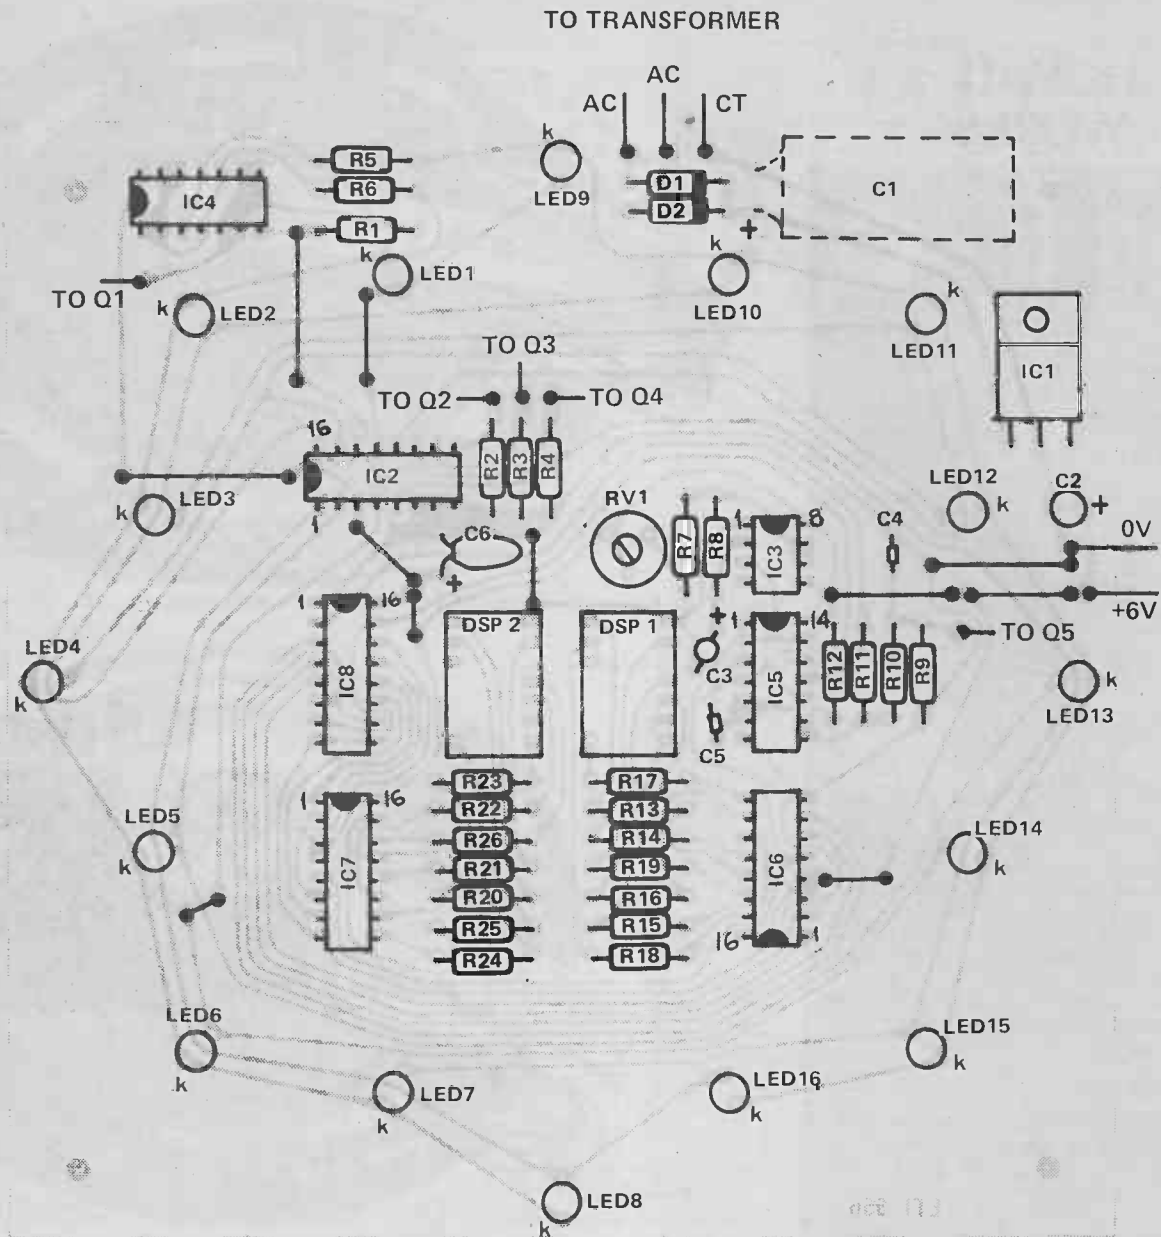 TO TRANSFORMER
AC
AC
CT
k
LED9
R5
R6
R1
IC4
D1
D2
+
C1
k
LED1
k
LED10
TO Q1
k
LED2
k
LED11
IC1
TO Q3
TO Q2
TO Q4
16
IC2
1
R2
R3
R4
k
LED3
LED12
k
C2
+
RV1
R7
R8
1
8
IC3
C4
0V
C6
+
+6V
1
16
IC8
DSP 2
DSP 1
+
C3
1
14
IC5
TO Q5
R12
R11
R10
R9
LED4
k
k
LED13
C5
R23
R22
R26
R21
R20
R25
R24
R17
R13
R14
R19
R16
R15
R18
1
16
IC7
IC6
16
1
LED5
k
LED14
k
LED6
k
LED15
k
LED7
k
LED16
k
LED8
k